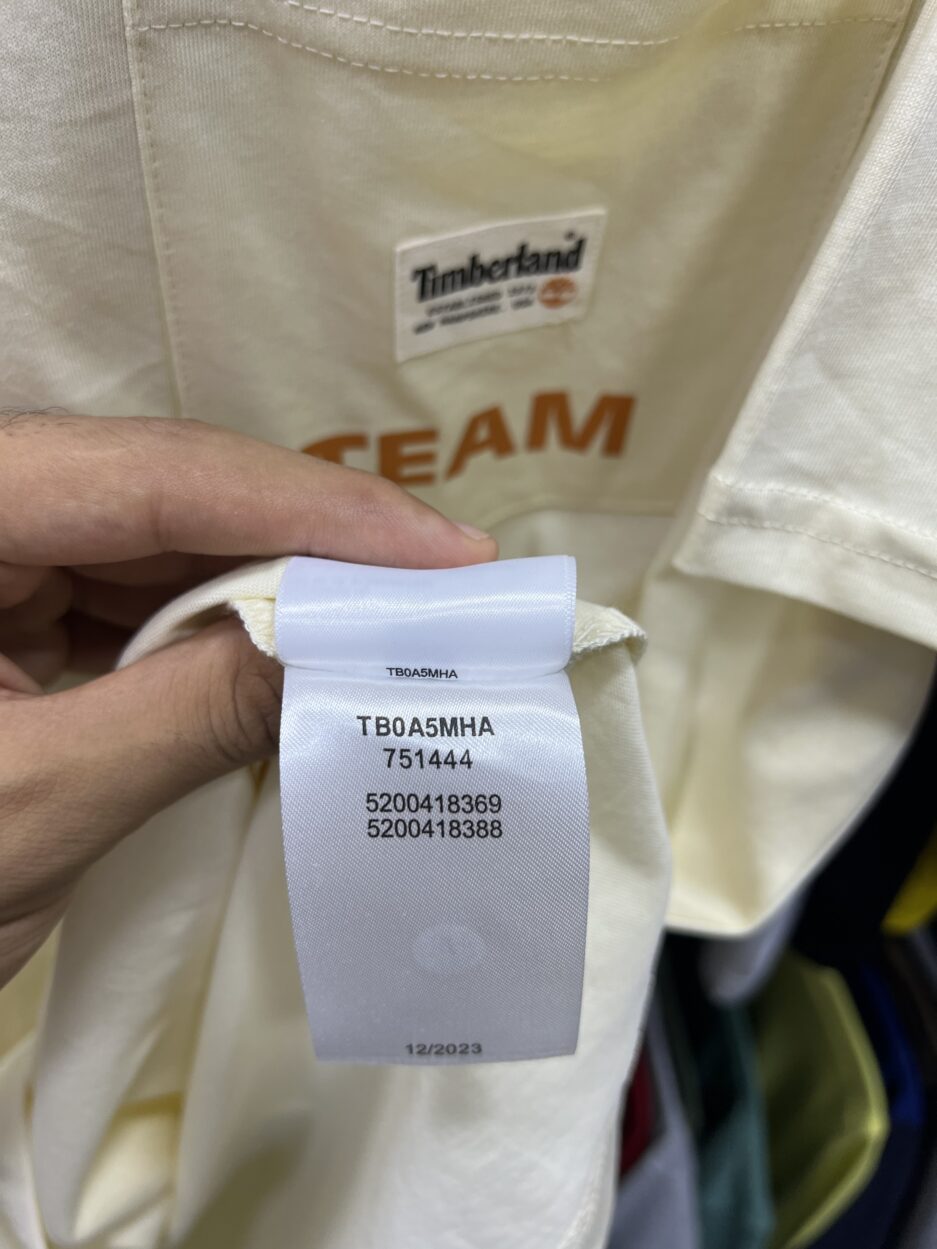 Timberland
TEAM
TB0A5MHA
TB0A5MHA
751444
5200418369
5200418388
12/2023